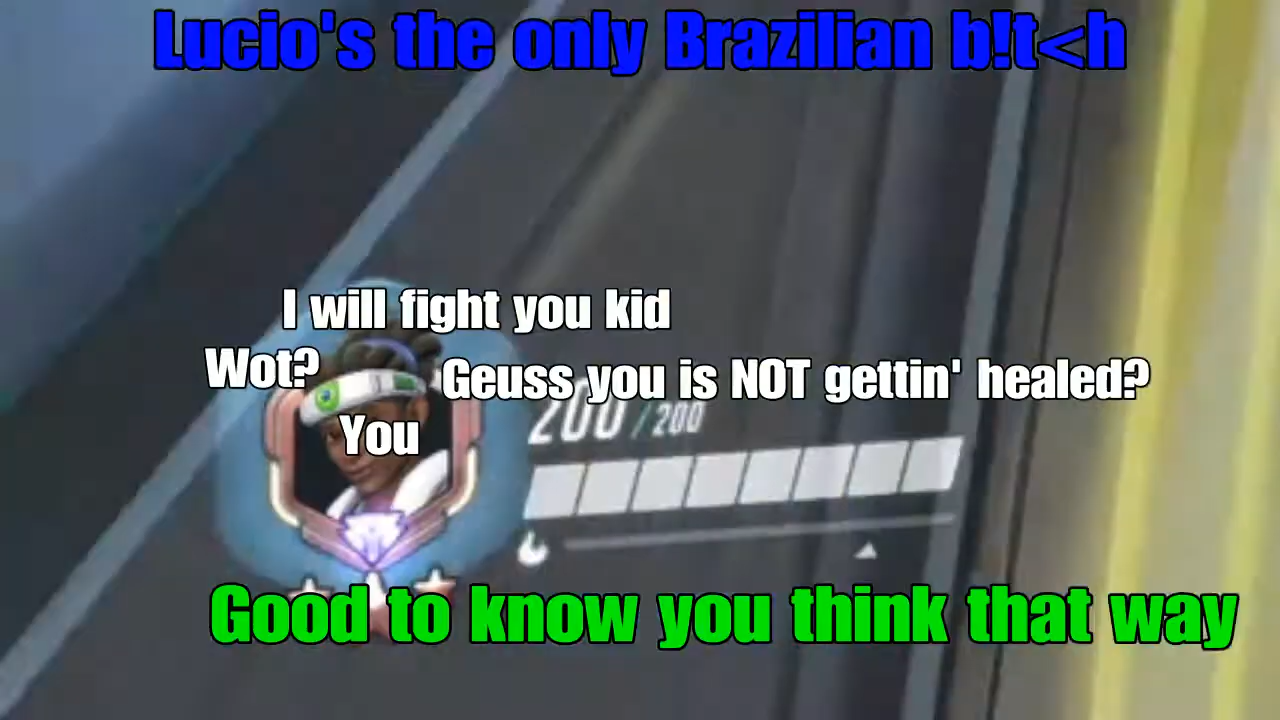 Lucio's the only Brazilian b!t<h
I will fight you kid
Wot?
Geuss you is NOT gettin' healed?
You
200/200
Good to know you think that way